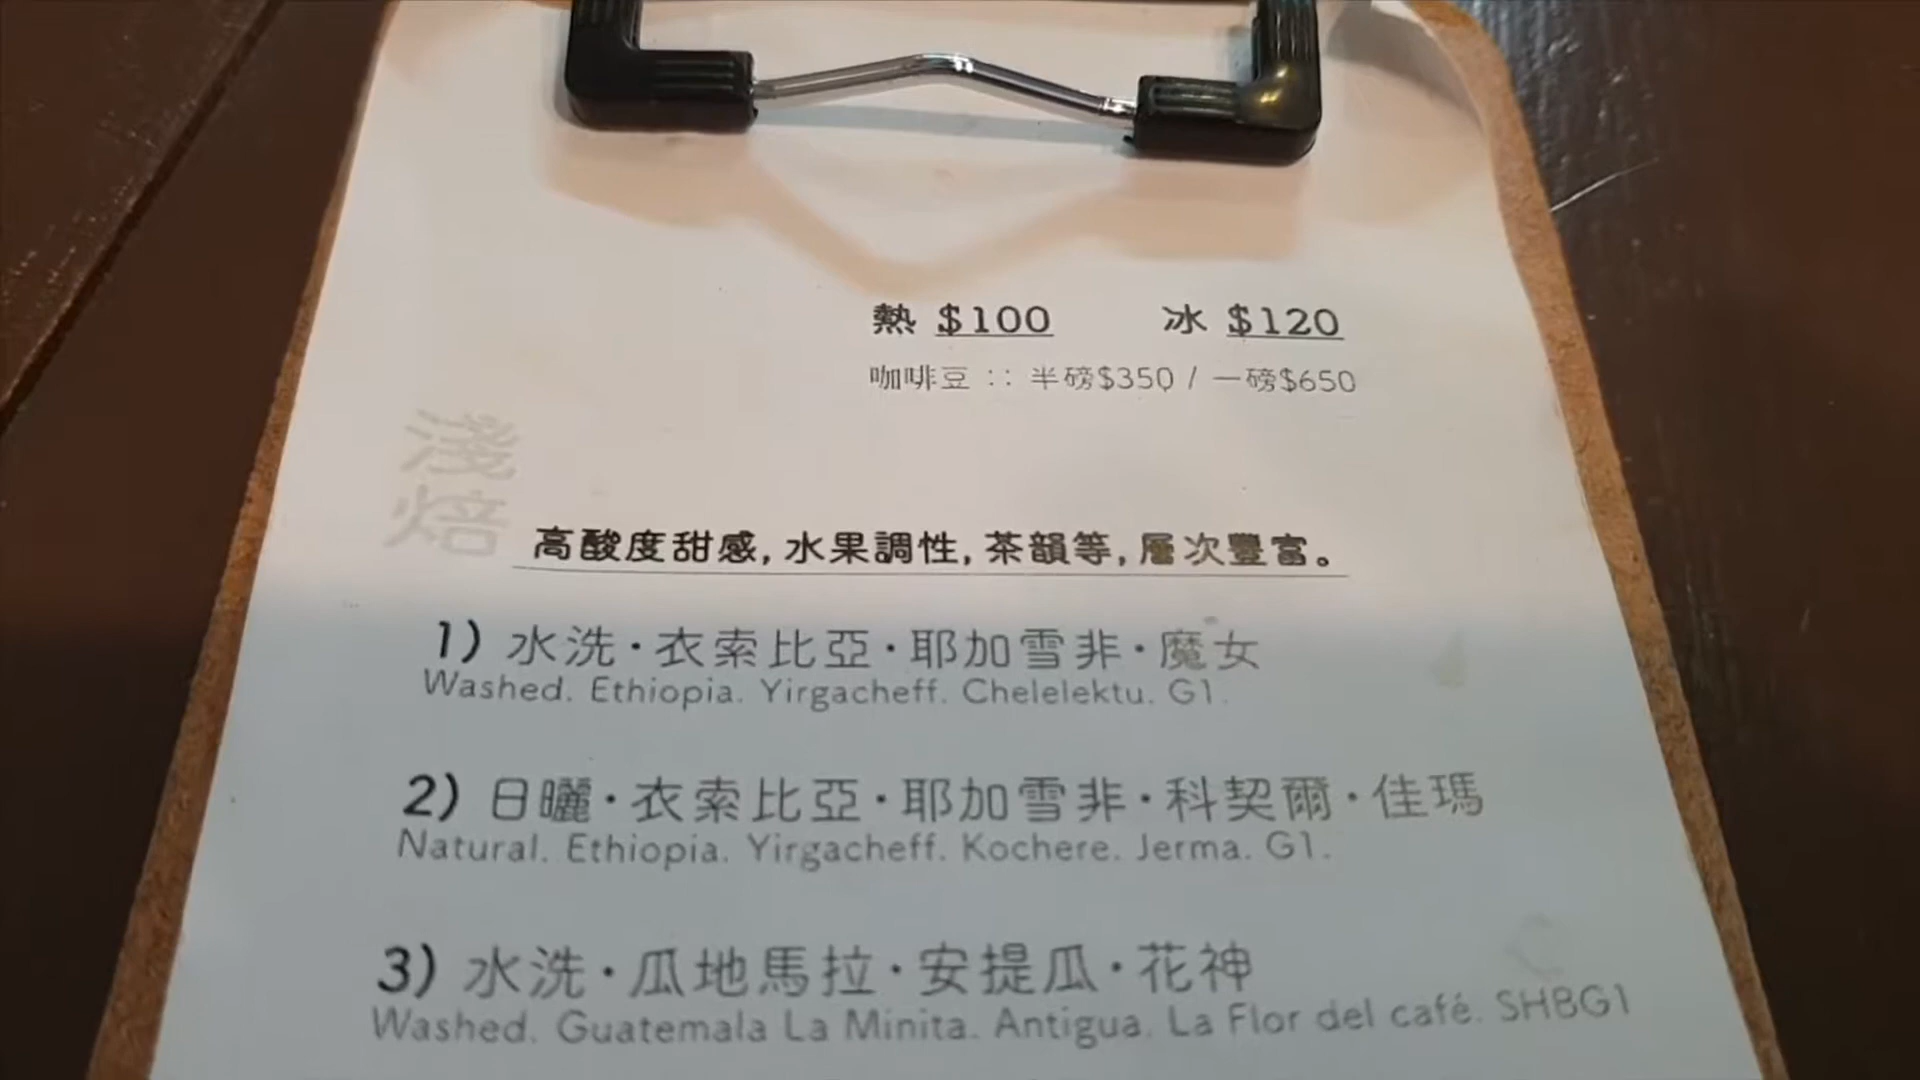 熱 $100 冰 $120
咖啡豆 :: 半磅$350 / 一磅$650
淺焙
高酸度甜感, 水果調性, 茶韻等, 層次豐富。
1) 水洗·衣索比亞·耶加雪非·魔女
Washed. Ethiopia. Yirgacheff. Chelelektu. G1.
2) 日曬·衣索比亞·耶加雪非·科契爾·佳瑪
Natural. Ethiopia. Yirgacheff. Kochere. Jerma. G1.
3) 水洗·瓜地馬拉·安提瓜·花神
Washed. Guatemala La Minita. Antigua. La Flor del café. SHBG1